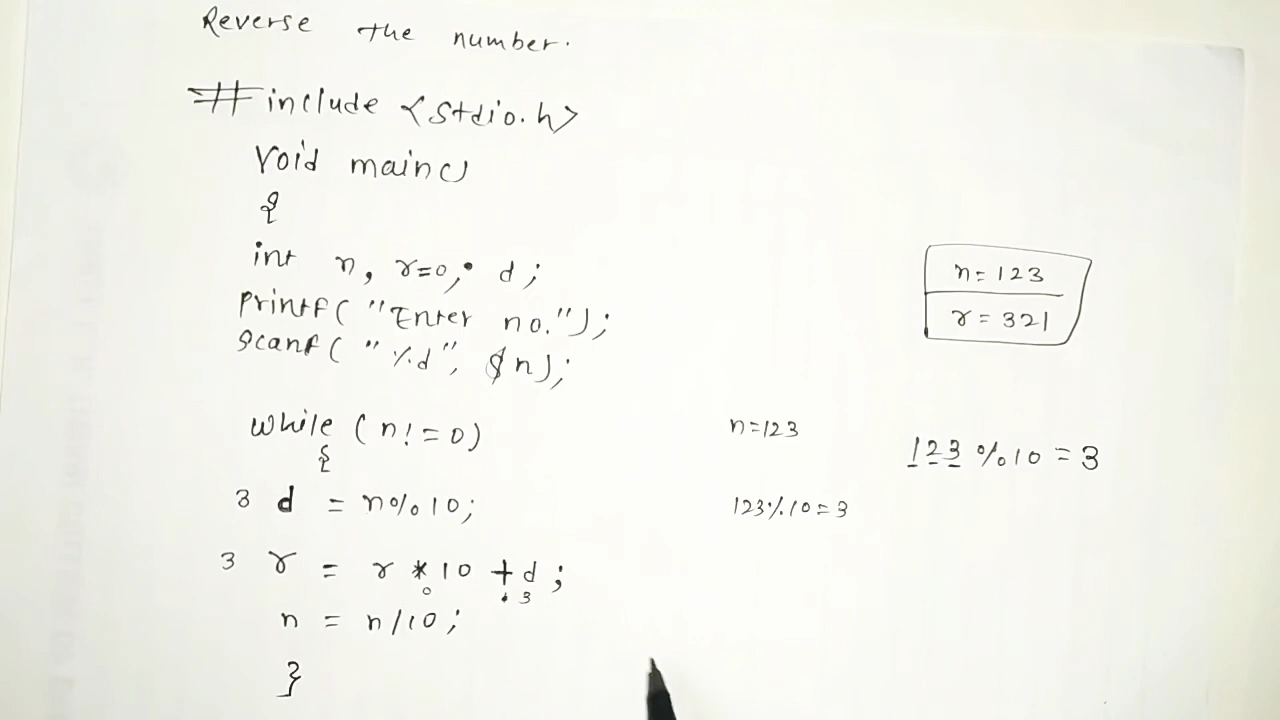 Reverse the number.
#include <stdio.h>
void main()
{
int n, r=0, d;
printf("Enter no.");
scanf("%d", &n);
n=123
r=321
while (n!=0)
{
n=123
123 %10=3
3 d = n%10;
123%10=3
3 r = r*10+d;
0 + 3
n = n/10;
}